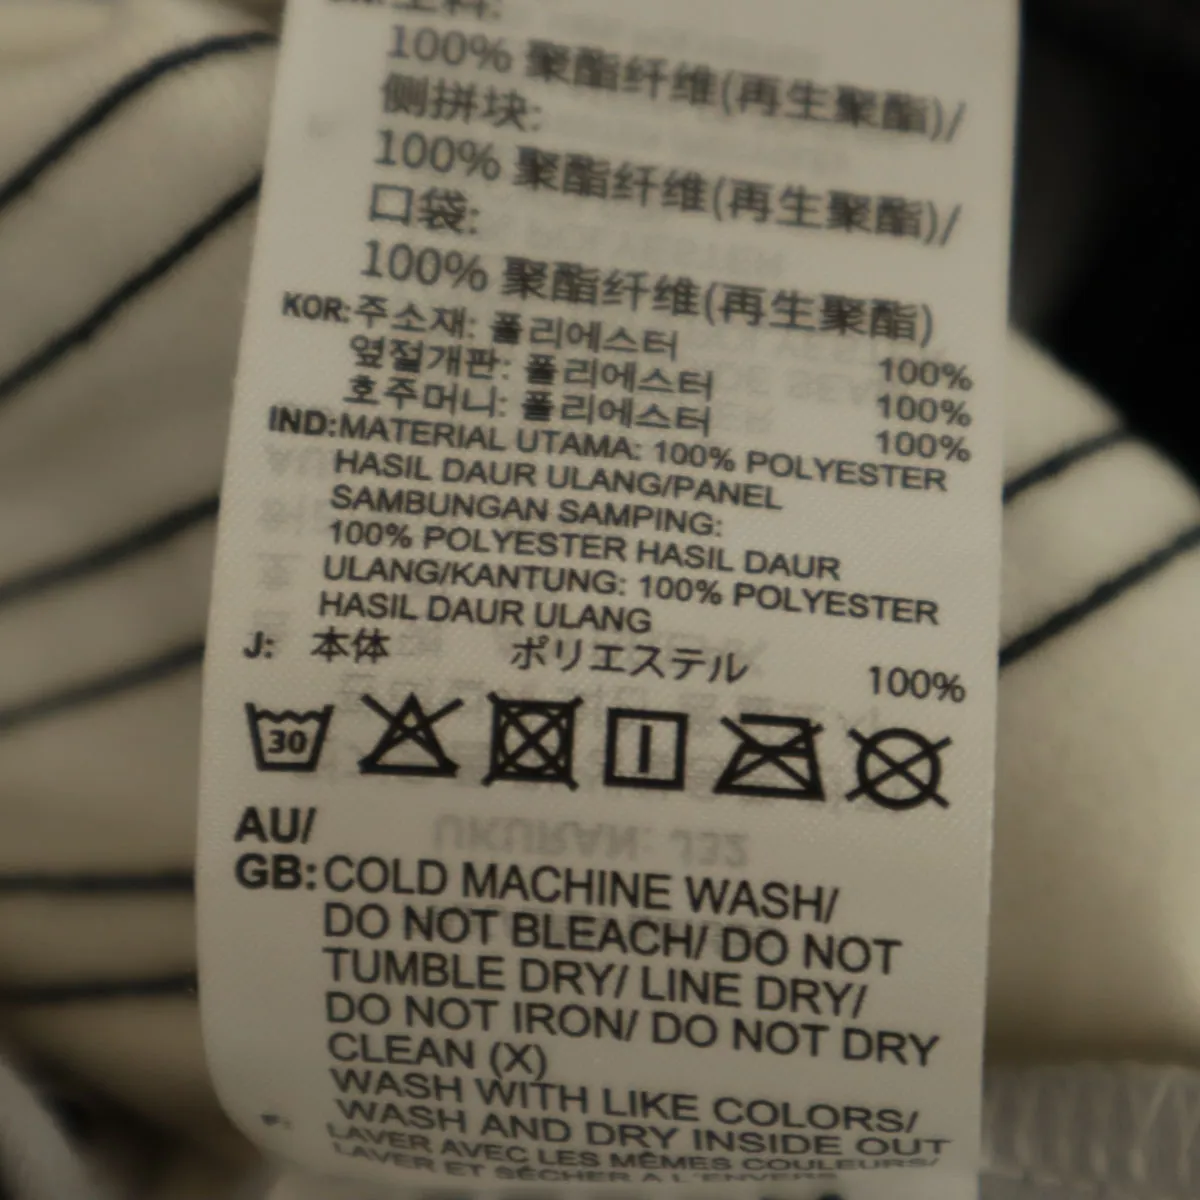 主料:
100% 聚酯纤维(再生聚酯)/
侧拼块:
100% 聚酯纤维(再生聚酯)/
口袋:
100% 聚酯纤维(再生聚酯)
KOR:주소재: 폴리에스터 100%
옆절개판: 폴리에스터 100%
호주머니: 폴리에스터 100%
IND:MATERIAL UTAMA: 100% POLYESTER
HASIL DAUR ULANG/PANEL
SAMBUNGAN SAMPING:
100% POLYESTER HASIL DAUR
ULANG/KANTUNG: 100% POLYESTER
HASIL DAUR ULANG
J: 本体 ポリエステル 100%
30
AU/
GB:COLD MACHINE WASH/
DO NOT BLEACH/ DO NOT
TUMBLE DRY/ LINE DRY/
DO NOT IRON/ DO NOT DRY
CLEAN (X)
WASH WITH LIKE COLORS/
WASH AND DRY INSIDE OUT
F: LAVER AVEC LES MÊMES COULEURS/
LAVER ET SÉCHER À L'ENVERS